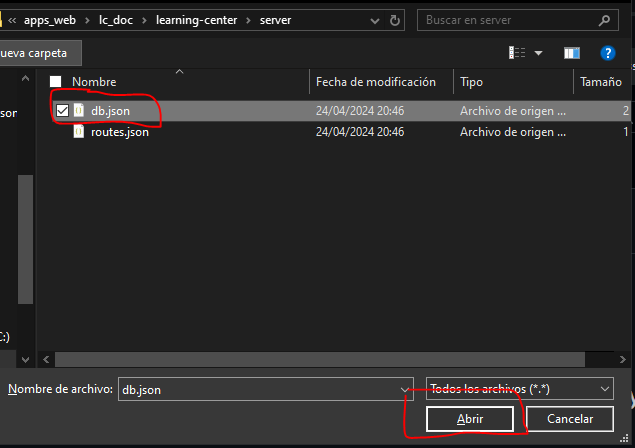 « apps_web › lc_doc › learning-center › server
Buscar en server
ueva carpeta
Nombre
Fecha de modificación
Tipo
Tamaño
son
db.json
24/04/2024 20:46
Archivo de origen ...
2
routes.json
24/04/2024 20:46
Archivo de origen ...
1
C:)
Nombre de archivo:
db.json
Todos los archivos (*.*)
Abrir
Cancelar